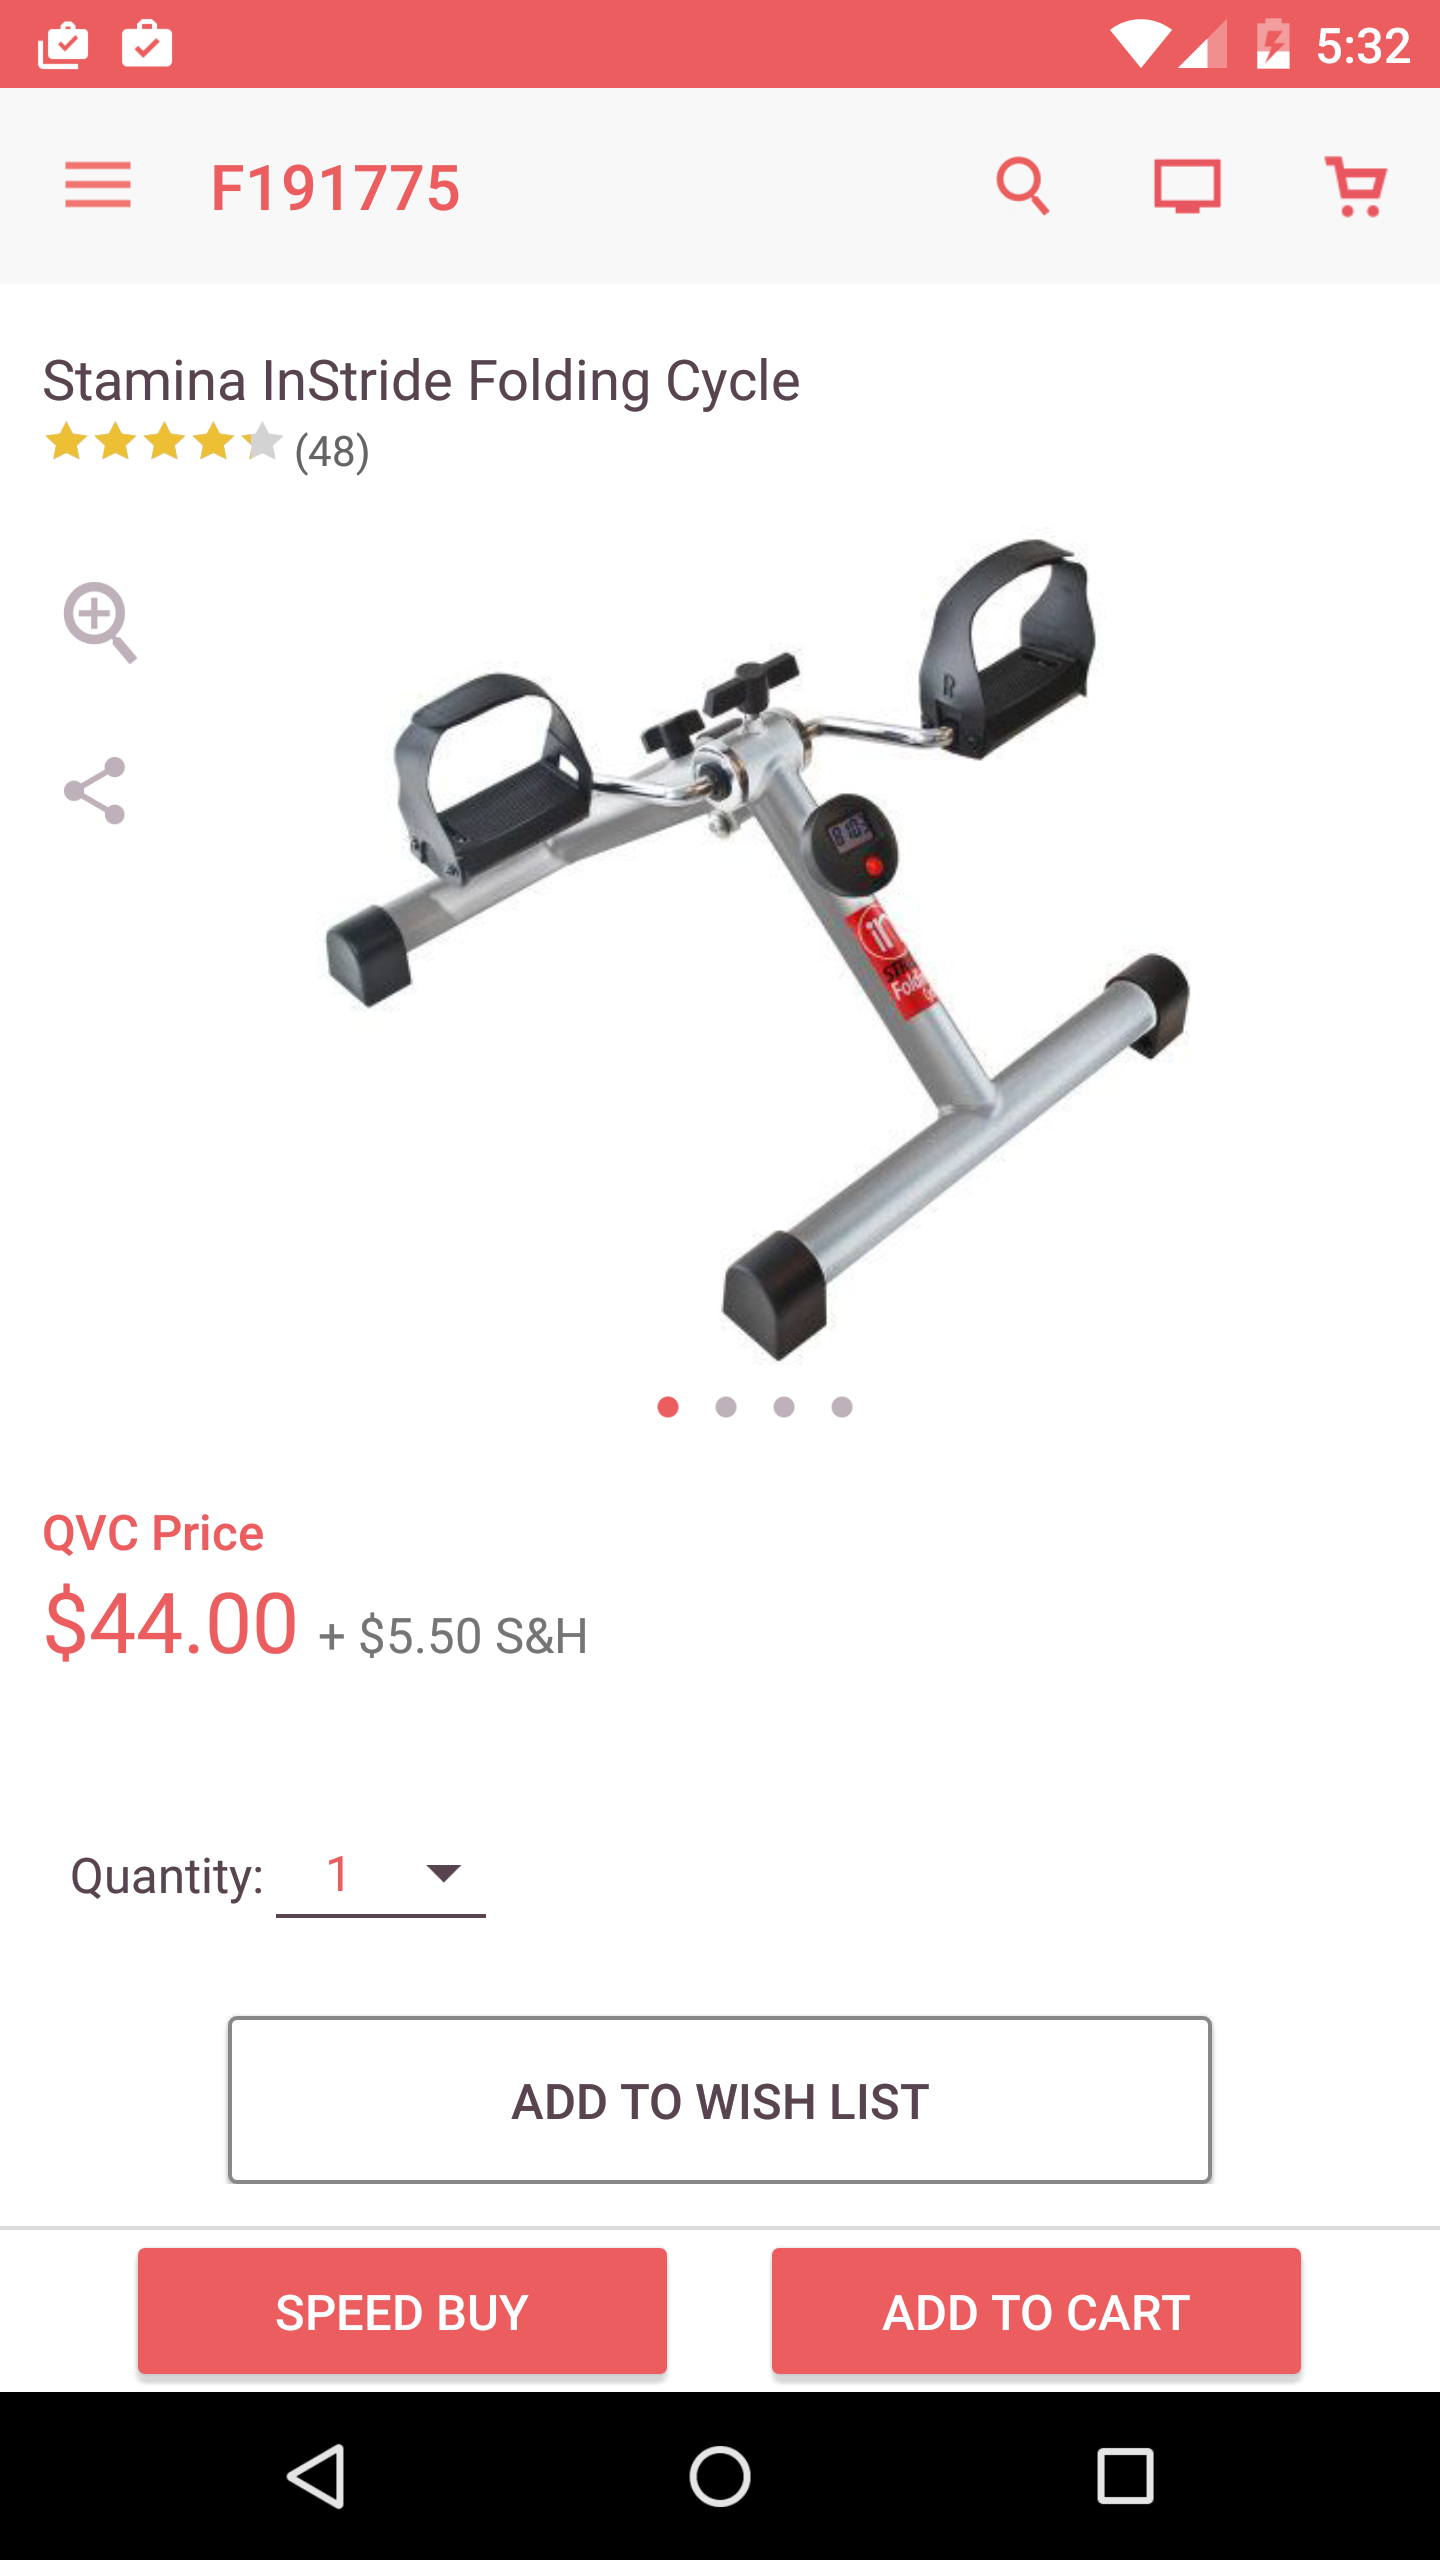 5:32
F191775
Stamina InStride Folding Cycle
(48)
R
in
QVC Price
$44.00 + $5.50 S&H
Quantity: 1
ADD TO WISH LIST
SPEED BUY
ADD TO CART